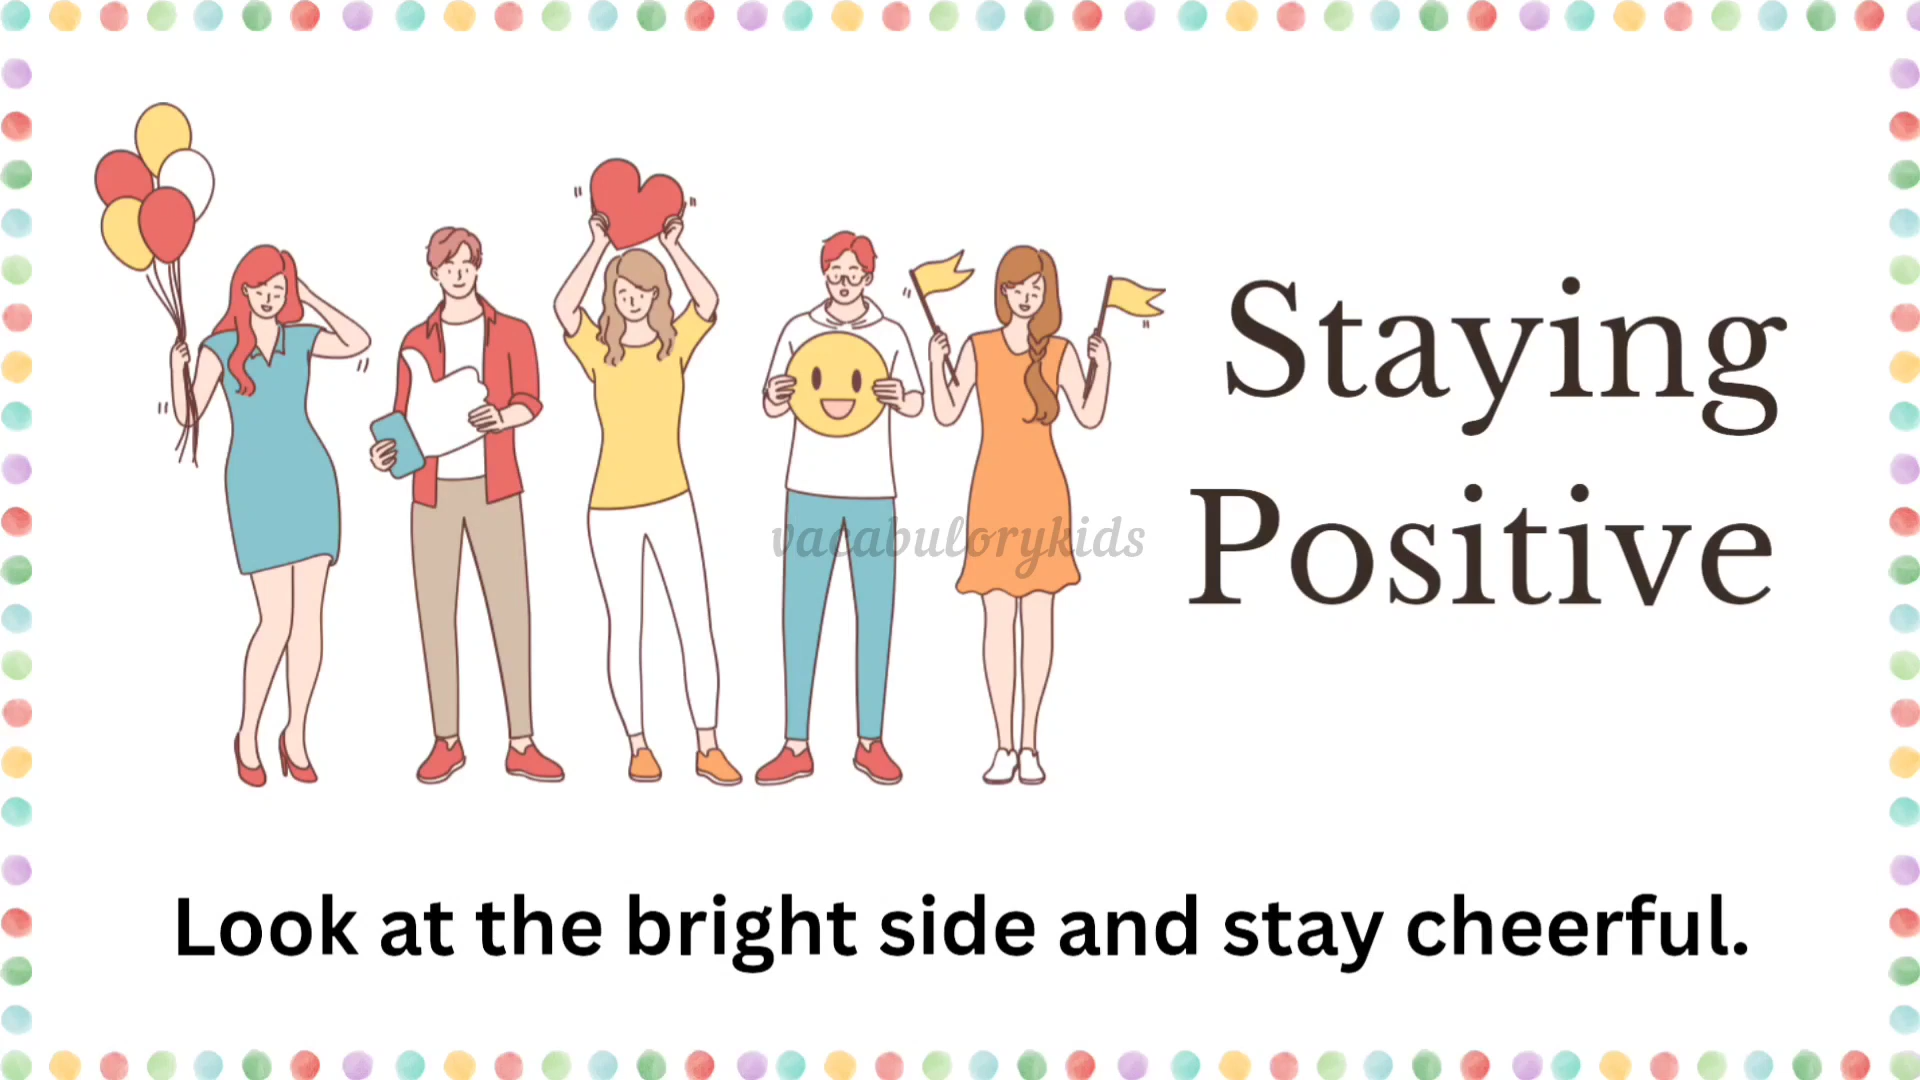 Staying
Positive
vacabulorykids
Look at the bright side and stay cheerful.